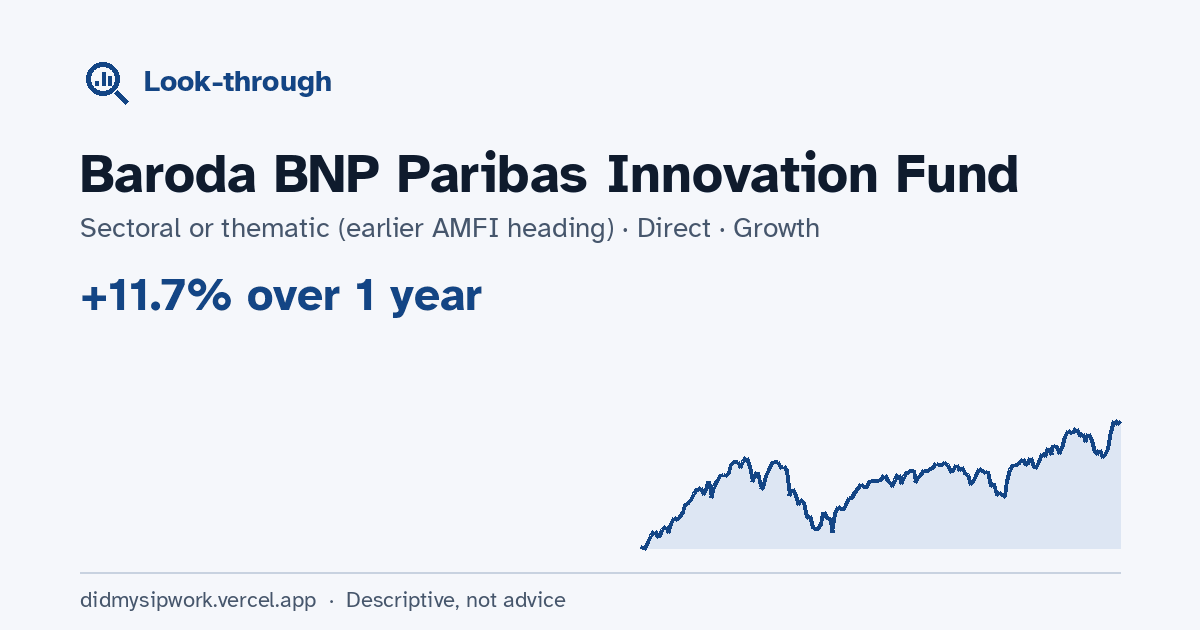 Look-through
Baroda BNP Paribas Innovation Fund
Sectoral or thematic (earlier AMFI heading) · Direct · Growth
+11.7% over 1 year
didmysipwork.vercel.app · Descriptive, not advice